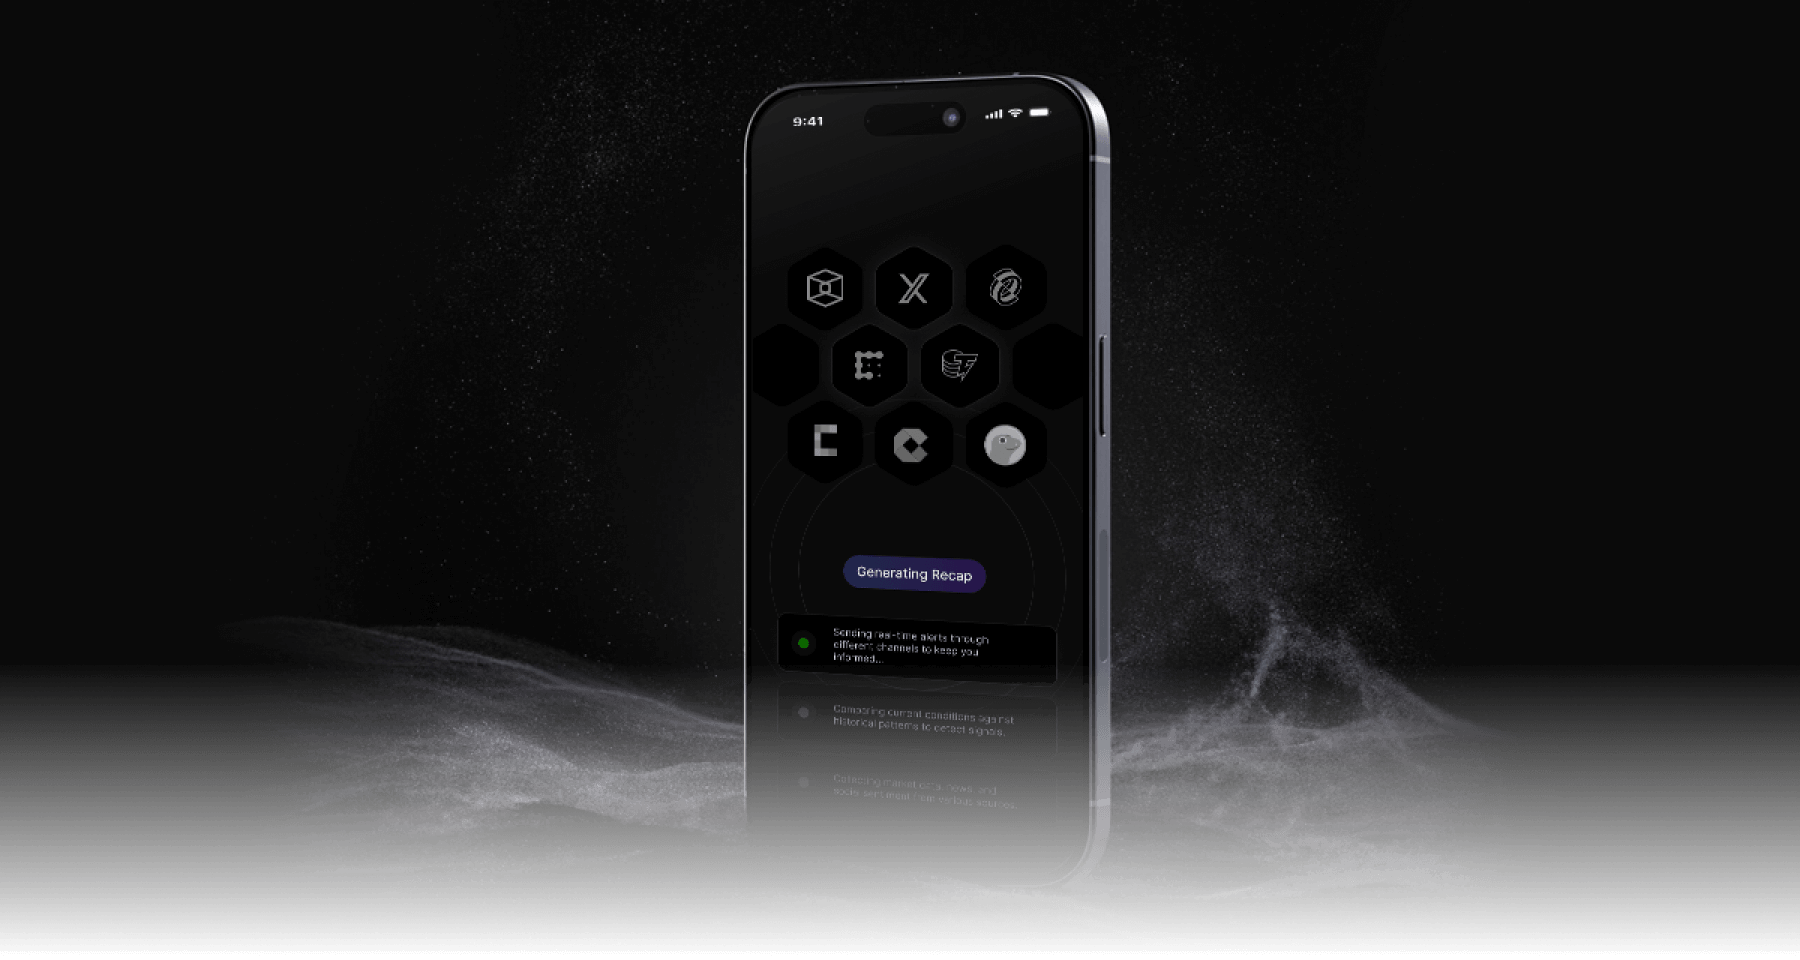 9:41
Generating Recap
Sending real-time alerts through
different channels to keep you
informed...
Comparing current conditions against
historical patterns to detect signals.
Collecting market data, news, and
social sentiment from various sources.